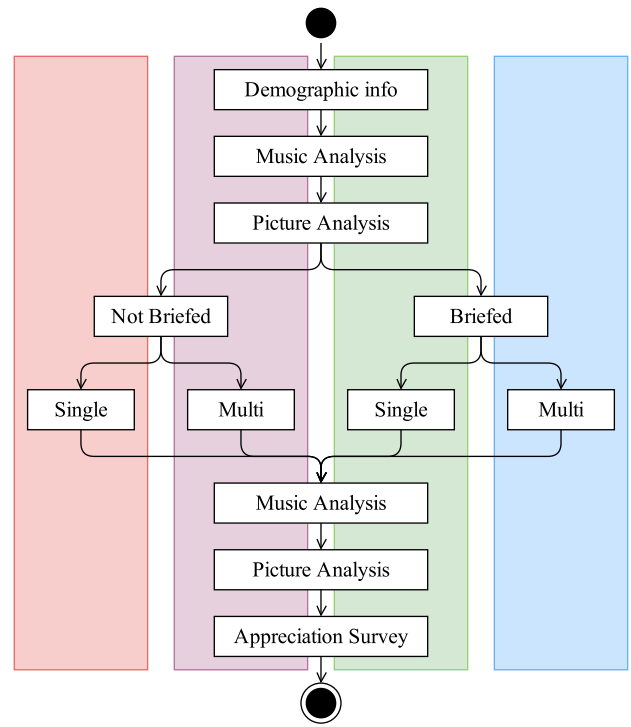 Demographic info
Music Analysis
Picture Analysis
Not Briefed
Briefed
Single
Multi
Single
Multi
Music Analysis
Picture Analysis
Appreciation Survey